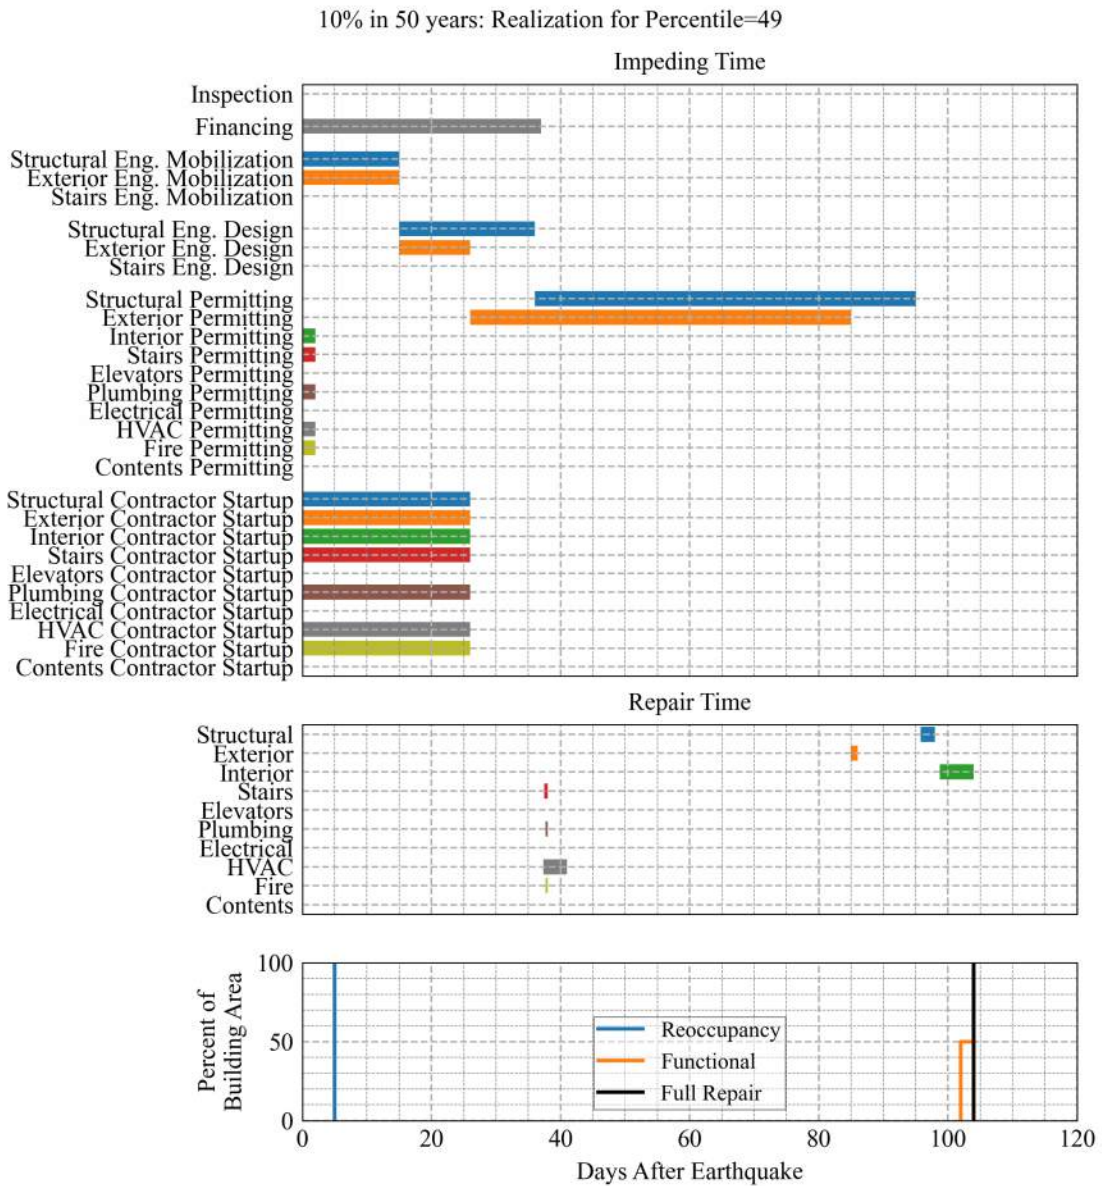 10% in 50 years: Realization for Percentile=49
Impeding Time
Inspection
Financing
Structural Eng. Mobilization
Exterior Eng. Mobilization
Stairs Eng. Mobilization
Structural Eng. Design
Exterior Eng. Design
Stairs Eng. Design
Structural Permitting
Exterior Permitting
Interior Permitting
Stairs Permitting
Elevators Permitting
Plumbing Permitting
Electrical Permitting
HVAC Permitting
Fire Permitting
Contents Permitting
Structural Contractor Startup
Exterior Contractor Startup
Interior Contractor Startup
Stairs Contractor Startup
Elevators Contractor Startup
Plumbing Contractor Startup
Electrical Contractor Startup
HVAC Contractor Startup
Fire Contractor Startup
Contents Contractor Startup
Repair Time
Structural
Exterior
Interior
Stairs
Elevators
Plumbing
Electrical
HVAC
Fire
Contents
Percent of
Building Area
100
50
0
Reoccupancy
Functional
Full Repair
0 20 40 60 80 100 120
Days After Earthquake